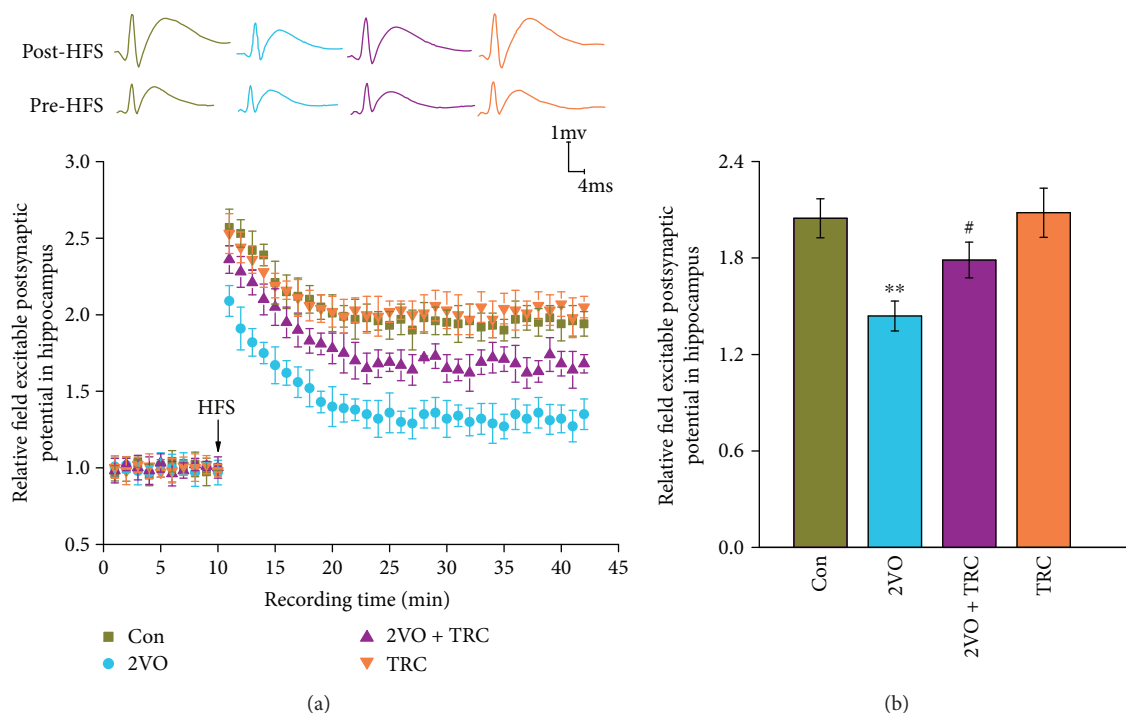 Post-HFS
Pre-HFS
1mv
4ms
Relative field excitable postsynaptic
potential in hippocampus
3.0
2.5
2.0
1.5
1.0
0.5
HFS
0
5
10
15
20
25
30
35
40
45
Recording time (min)
Con
2VO
2VO + TRC
TRC
(a)
Relative field excitable postsynaptic
potential in hippocampus
2.4
1.8
1.2
0.6
0.0
**
#
Con
2VO
2VO + TRC
TRC
(b)